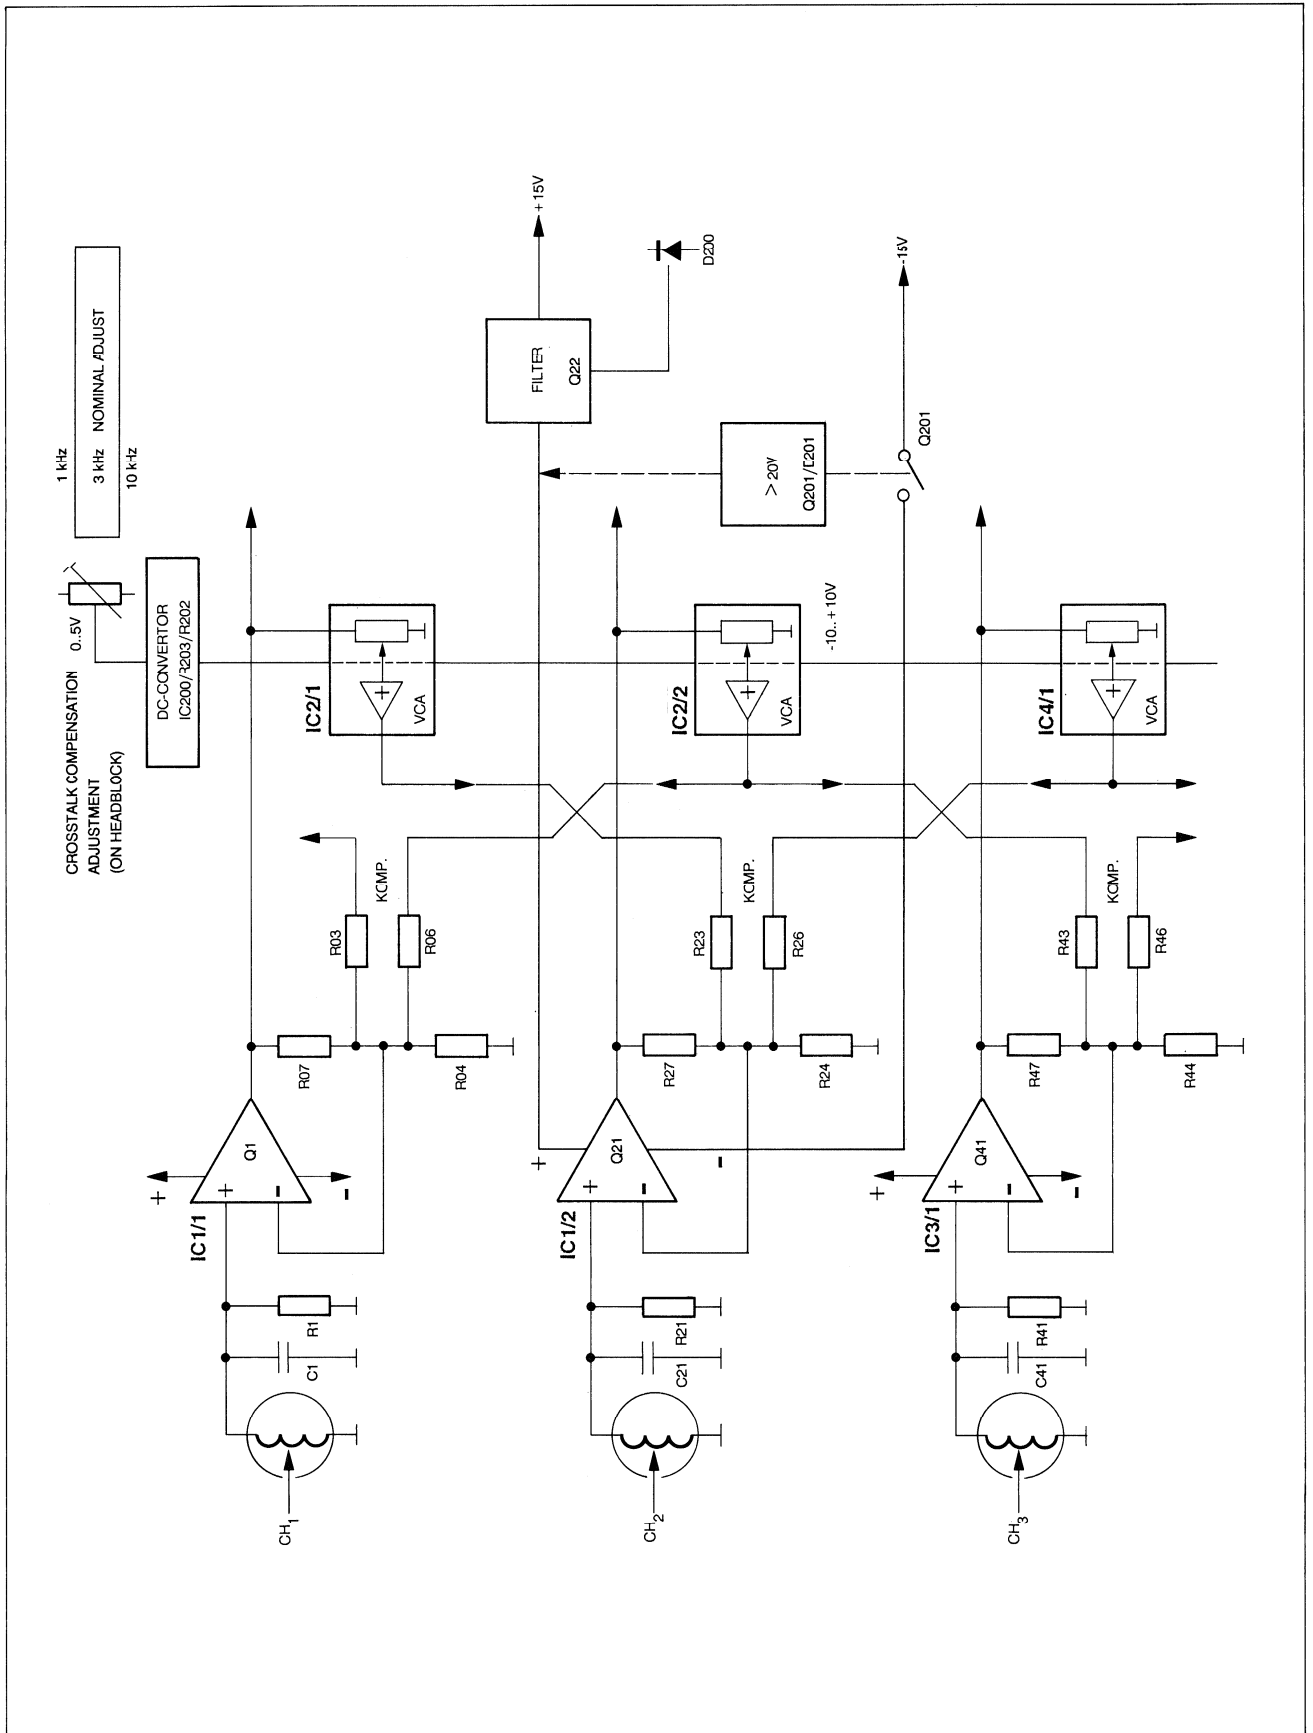 CROSSTALK COMPENSATION
ADJUSTMENT
(ON HEADBLOCK)
0..5V
1 kHz
3 kHz NOMINAL ADJUST
10 kHz
DC-CONVERTOR
IC200/R203/R202
+15V
FILTER
Q22
D200
> 20V
Q201/D201
Q201
-15V
IC2/1
+
VCA
IC2/2
+
VCA
-10..+10V
IC4/1
+
VCA
R03
KOMP.
R06
R23
KOMP.
R26
R43
KOMP.
R46
R07
R04
R27
R24
R47
R44
+
IC1/1
Q1
+
-
-
+
IC1/2
Q21
+
-
-
+
IC3/1
Q41
+
-
-
R1
C1
R21
C21
R41
C41
CH1
CH2
CH3